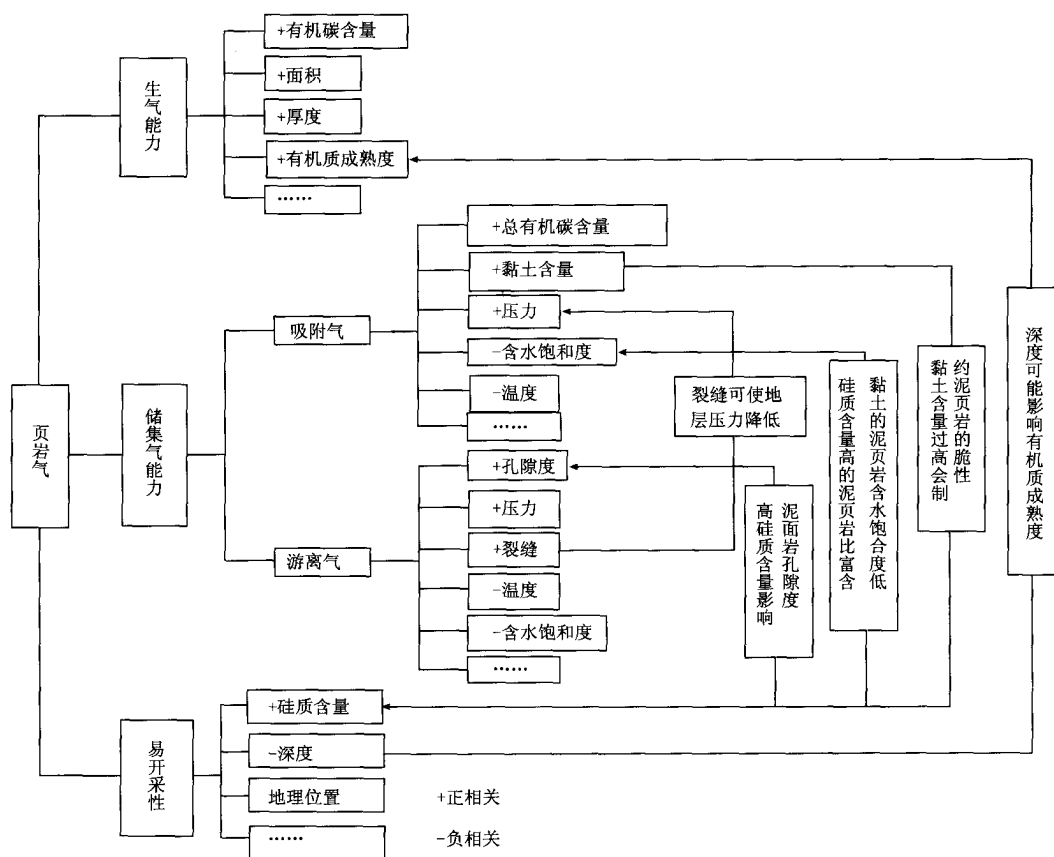 +有机碳含量
+面积
+厚度
+有机质成熟度
……
生气能力
+总有机碳含量
+黏土含量
+压力
-含水饱和度
-温度
……
吸附气
页岩气
储集气能力
+孔隙度
+压力
+裂缝
-温度
-含水饱和度
……
游离气
裂缝可使地
层压力降低
泥面岩孔隙度
高硅质含量影响
黏土的泥页岩含水饱合度低
硅质含量高的泥页岩比富含
约泥页岩的脆性
黏土含量过高会制
深度可能影响有机质成熟度
+硅质含量
-深度
地理位置
……
易开采性
+正相关
-负相关